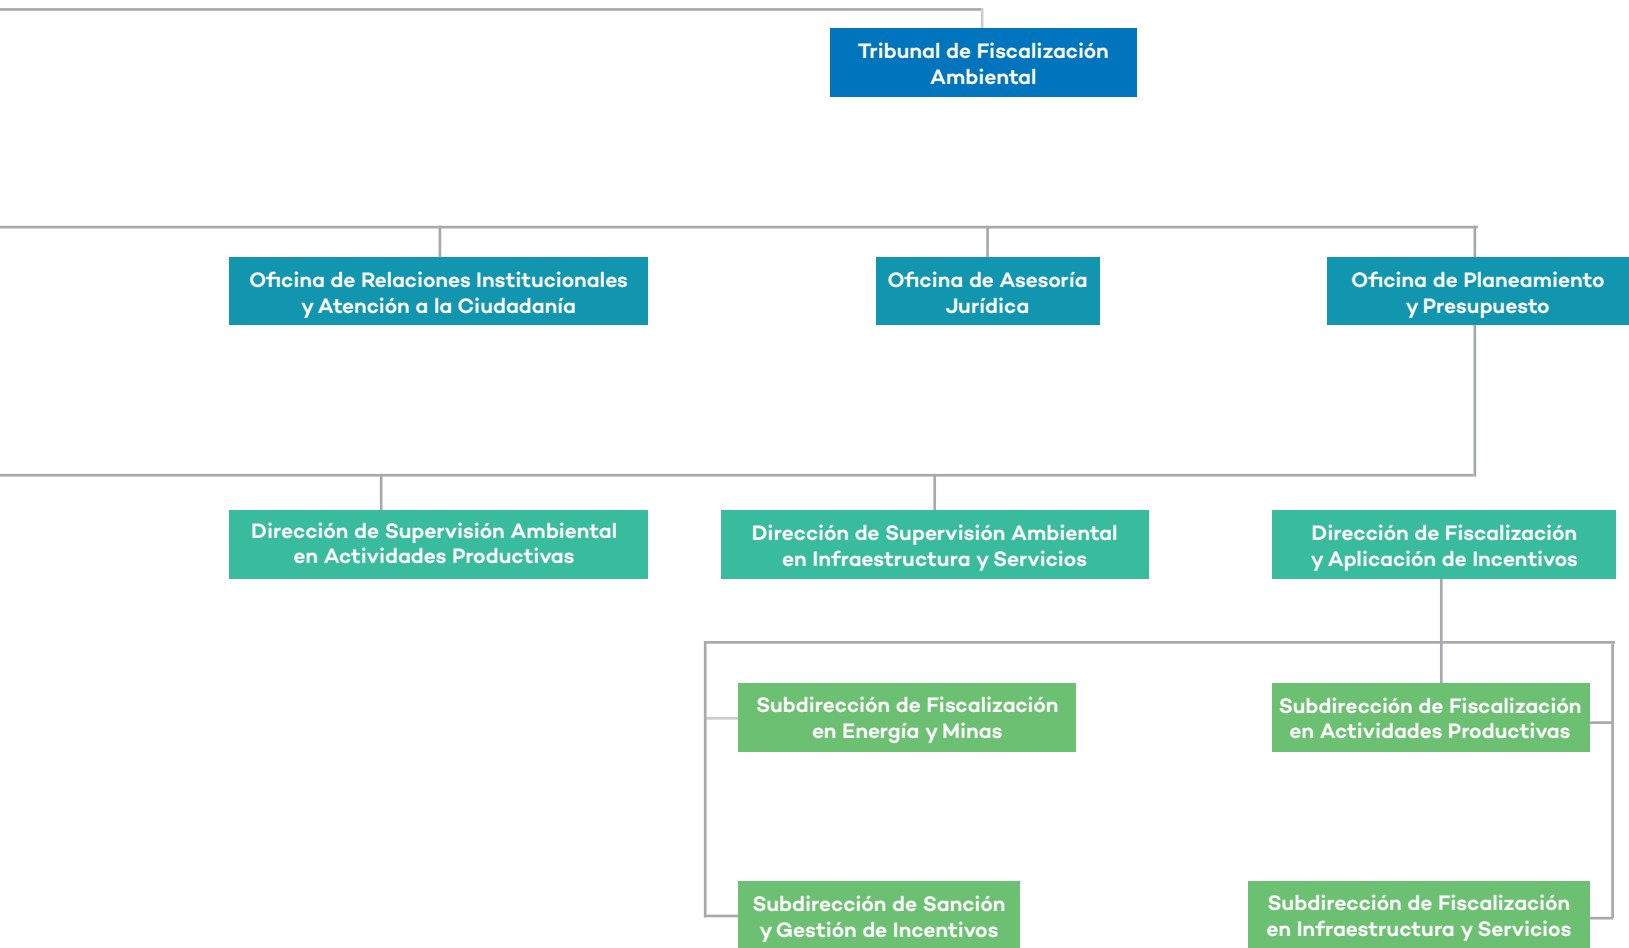 Tribunal de Fiscalización
Ambiental
Oficina de Relaciones Institucionales
y Atención a la Ciudadanía
Oficina de Asesoría
Jurídica
Oficina de Planeamiento
y Presupuesto
Dirección de Supervisión Ambiental
en Actividades Productivas
Dirección de Supervisión Ambiental
en Infraestructura y Servicios
Dirección de Fiscalización
y Aplicación de Incentivos
Subdirección de Fiscalización
en Energía y Minas
Subdirección de Fiscalización
en Actividades Productivas
Subdirección de Sanción
y Gestión de Incentivos
Subdirección de Fiscalización
en Infraestructura y Servicios